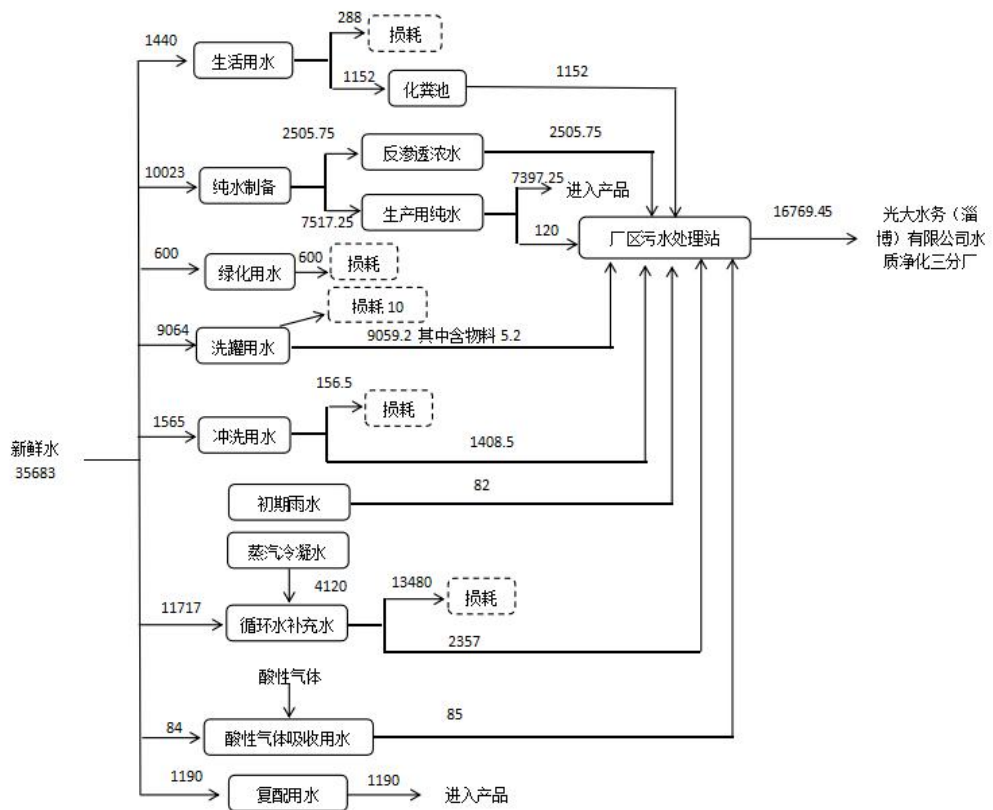 288
损耗
1440
生活用水
1152
化粪池
1152
2505.75
反渗透浓水
2505.75
10023
纯水制备
7517.25
生产用纯水
7397.25
进入产品
120
厂区污水处理站
16769.45
光大水务（淄
博）有限公司水
质净化三分厂
600
绿化用水
600
损耗
损耗 10
9064
洗罐用水
9059.2 其中含物料 5.2
156.5
损耗
1565
冲洗用水
1408.5
新鲜水
35683
初期雨水
82
蒸汽冷凝水
4120
13480
损耗
11717
循环水补充水
2357
酸性气体
84
酸性气体吸收用水
85
1190
复配用水
1190
进入产品